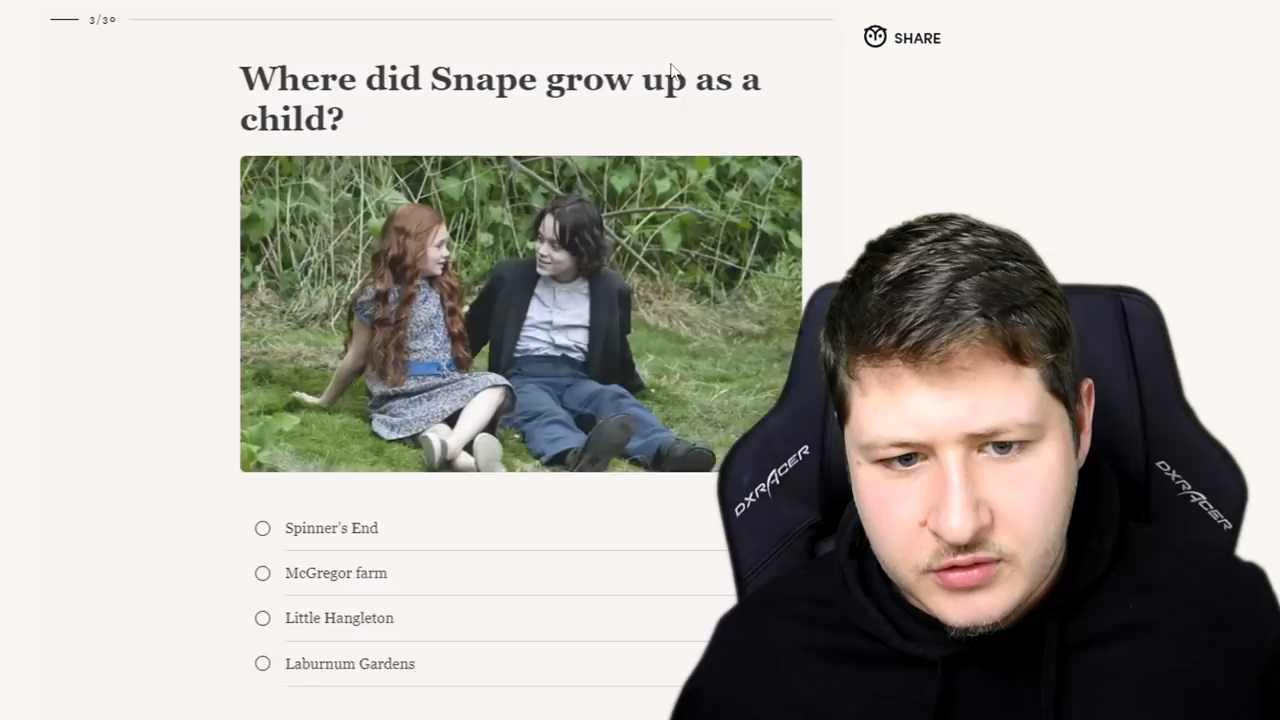 3/30
SHARE
Where did Snape grow up as a
child?
Spinner's End
McGregor farm
Little Hangleton
Laburnum Gardens
DXRACER
DXRACER